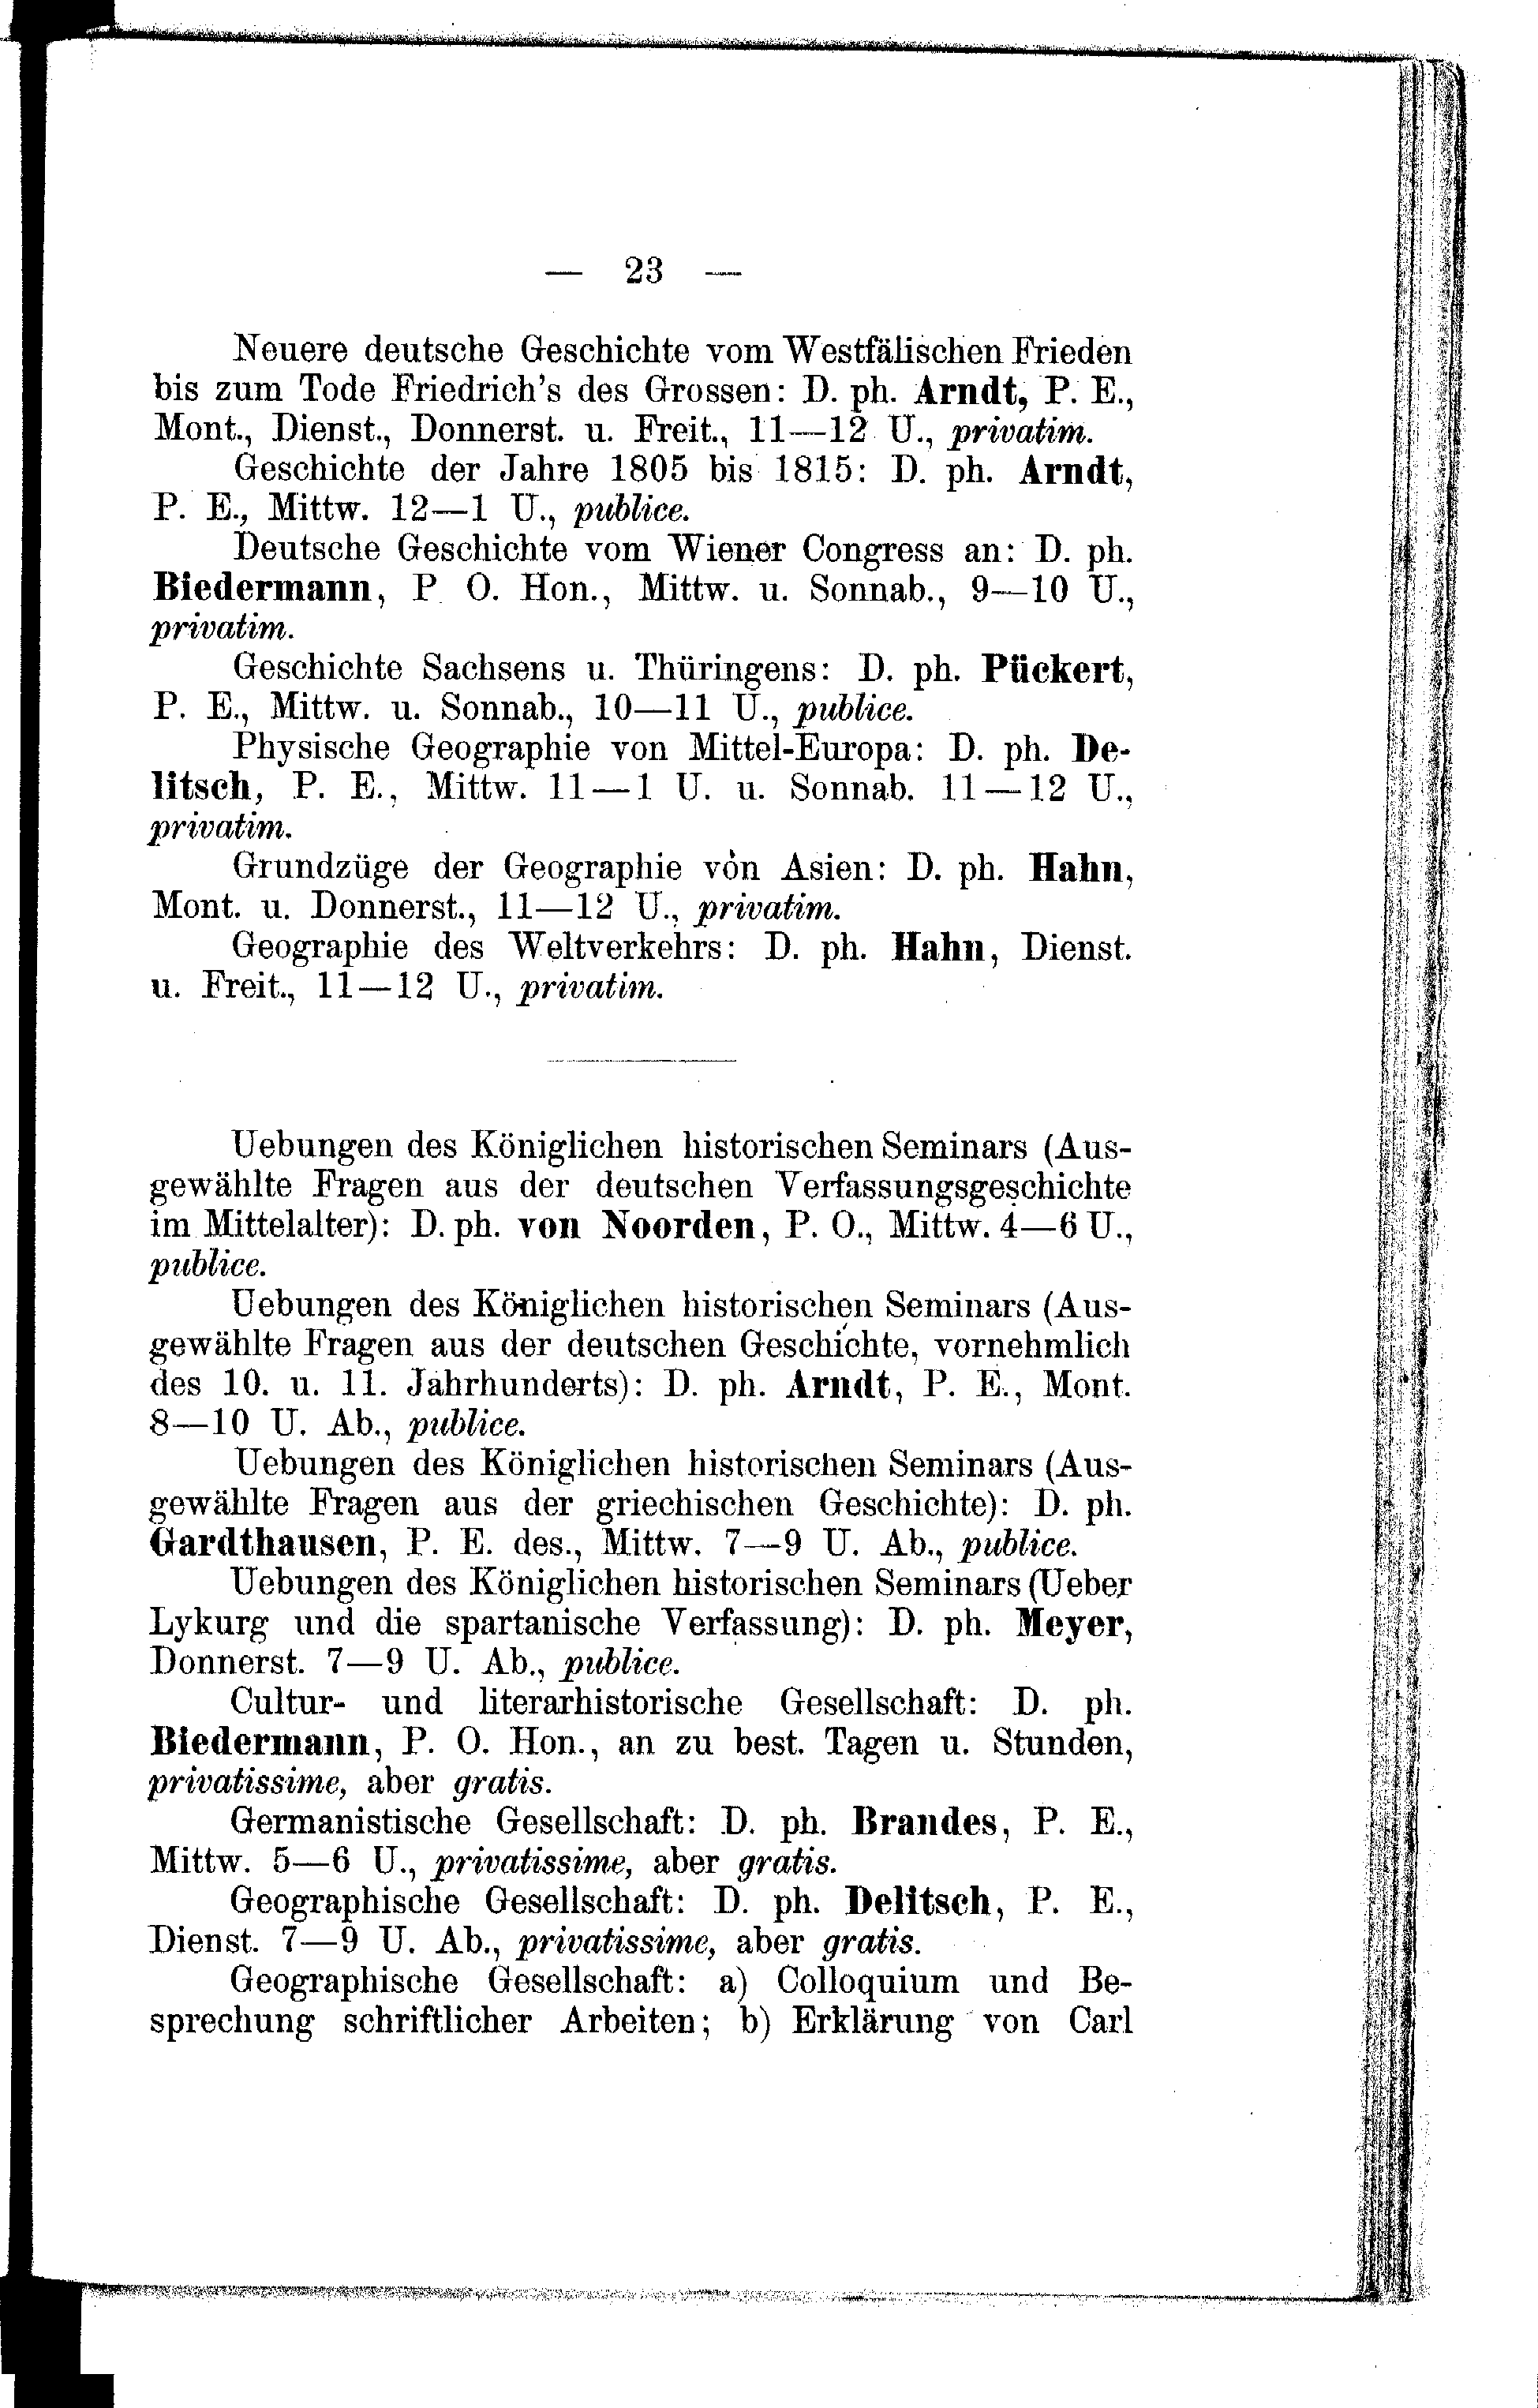 — 23 —
Neuere deutsche Geschichte vom Westfälischen Frieden
bis zum Tode Friedrich's des Grossen: D. ph. Arndt, P. E.,
Mont., Dienst., Donnerst. u. Freit., 11—12 U., privatim.
Geschichte der Jahre 1805 bis 1815: D. ph. Arndt,
P. E., Mittw. 12—1 U., publice.
Deutsche Geschichte vom Wiener Congress an: D. ph.
Biedermann, P O. Hon., Mittw. u. Sonnab., 9—10 U.,
privatim.
Geschichte Sachsens u. Thüringens: D. ph. Pückert,
P. E., Mittw. u. Sonnab., 10—11 U., publice.
Physische Geographie von Mittel-Europa: D. ph. De-
litsch, P. E., Mittw. 11—1 U. u. Sonnab. 11—12 U.,
privatim.
Grundzüge der Geographie von Asien: D. ph. Hahn,
Mont. u. Donnerst., 11—12 U., privatim.
Geographie des Weltverkehrs: D. ph. Hahn, Dienst.
u. Freit., 11—12 U., privatim.
Uebungen des Königlichen historischen Seminars (Aus-
gewählte Fragen aus der deutschen Verfassungsgeschichte
im Mittelalter): D. ph. von Noorden, P. O., Mittw. 4—6 U.,
publice.
Uebungen des Königlichen historischen Seminars (Aus-
gewählte Fragen aus der deutschen Geschichte, vornehmlich
des 10. u. 11. Jahrhunderts): D. ph. Arndt, P. E., Mont.
8—10 U. Ab., publice.
Uebungen des Königlichen historischen Seminars (Aus-
gewählte Fragen aus der griechischen Geschichte): D. ph.
Gardthausen, P. E. des., Mittw. 7—9 U. Ab., publice.
Uebungen des Königlichen historischen Seminars (Ueber
Lykurg und die spartanische Verfassung): D. ph. Meyer,
Donnerst. 7—9 U. Ab., publice.
Cultur- und literarhistorische Gesellschaft: D. ph.
Biedermann, P. O. Hon., an zu best. Tagen u. Stunden,
privatissime, aber gratis.
Germanistische Gesellschaft: D. ph. Brandes, P. E.,
Mittw. 5—6 U., privatissime, aber gratis.
Geographische Gesellschaft: D. ph. Delitsch, P. E.,
Dienst. 7—9 U. Ab., privatissime, aber gratis.
Geographische Gesellschaft: a) Colloquium und Be-
sprechung schriftlicher Arbeiten; b) Erklärung von Carl